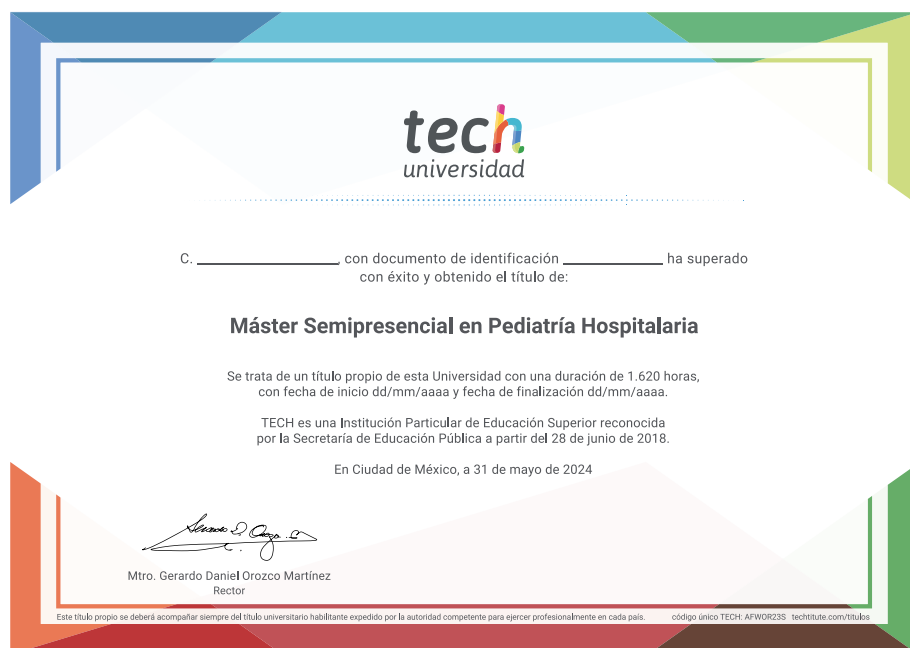 tech
universidad
C. ____________________, con documento de identificación ______________ ha superado
con éxito y obtenido el título de:
Máster Semipresencial en Pediatría Hospitalaria
Se trata de un título propio de esta Universidad con una duración de 1.620 horas,
con fecha de inicio dd/mm/aaaa y fecha de finalización dd/mm/aaaa.
TECH es una Institución Particular de Educación Superior reconocida
por la Secretaría de Educación Pública a partir del 28 de junio de 2018.
En Ciudad de México, a 31 de mayo de 2024
Mtro. Gerardo Daniel Orozco Martínez
Rector
Este título propio se deberá acompañar siempre del título universitario habilitante expedido por la autoridad competente para ejercer profesionalmente en cada país. código único TECH: AFWOR23S techtitute.com/titulos